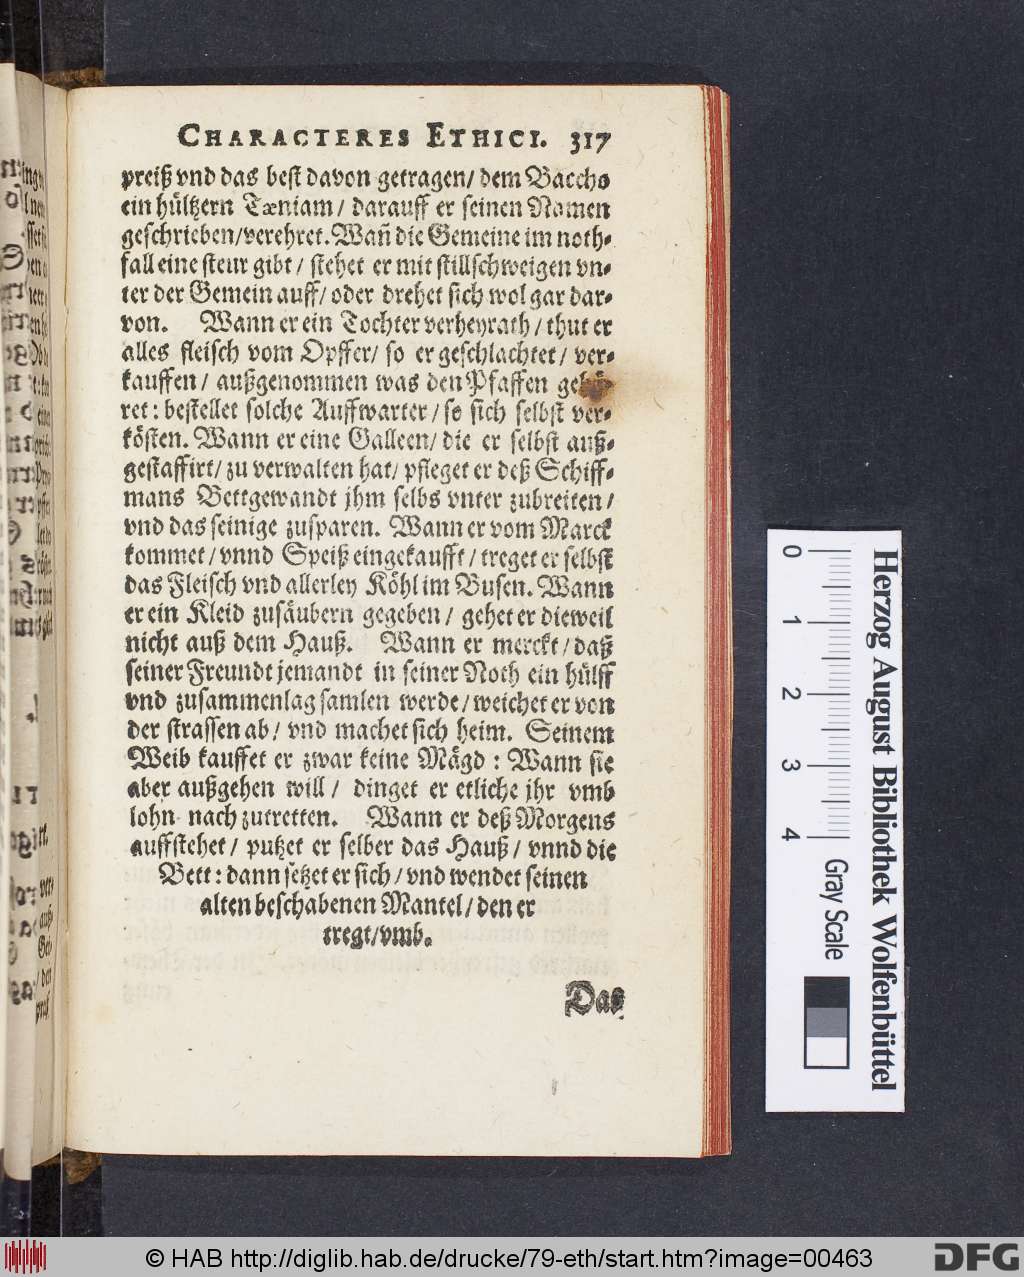 CHARACTERES ETHICI. 317
preiß vnd das best davon getragen/ dem Baccho
ein hültzern Tæniam/ darauff er seinen Namen
geschrieben/verehret. Wañ die Gemeine im noth-
fall eine steur gibt/ stehet er mit stillschweigen vn-
ter der Gemein auff/ oder drehet sich wol gar dar-
von. Wann er ein Tochter verheyrath/ thut er
alles fleisch vom Opffer/ so er geschlachtet/ ver-
kauffen/ außgenommen was den Pfaffen gehö-
ret: bestellet solche Auffwarter/ so sich selbst ver-
kösten. Wann er eine Galleen/ die er selbst auß-
gestaffirt/ zu verwalten hat/ pfleget er deß Schiff-
mans Bettgewandt jhm selbs vnter zubreiten/
vnd das seinige zusparen. Wann er vom Marck
kommet/ vnnd Speiß eingekaufft/ treget er selbst
das Fleisch vnd allerley Köhl im Busen. Wann
er ein Kleid zusäubern gegeben/ gehet er dieweil
nicht auß dem Hauß. Wann er merckt/ daß
seiner Freundt jemandt in seiner Noth ein hülff
vnd zusammenlag samlen werde/ weichet er von
der strassen ab/ vnd machet sich heim. Seinem
Weib kauffet er zwar keine Mägd: Wann sie
aber außgehen will/ dinget er etliche jhr vmb
lohn nach zutretten. Wann er deß Morgens
auffstehet/ putzet er selber das Hauß/ vnnd die
Bett: dann setzet er sich/ vnd wendet seinen
alten beschabenen Mantel/ den er
tregt/vmb.
Das
0 1 2 3 4
Herzog August Bibliothek Wolfenbüttel
Gray Scale
© HAB http://diglib.hab.de/drucke/79-eth/start.htm?image=00463
DFG